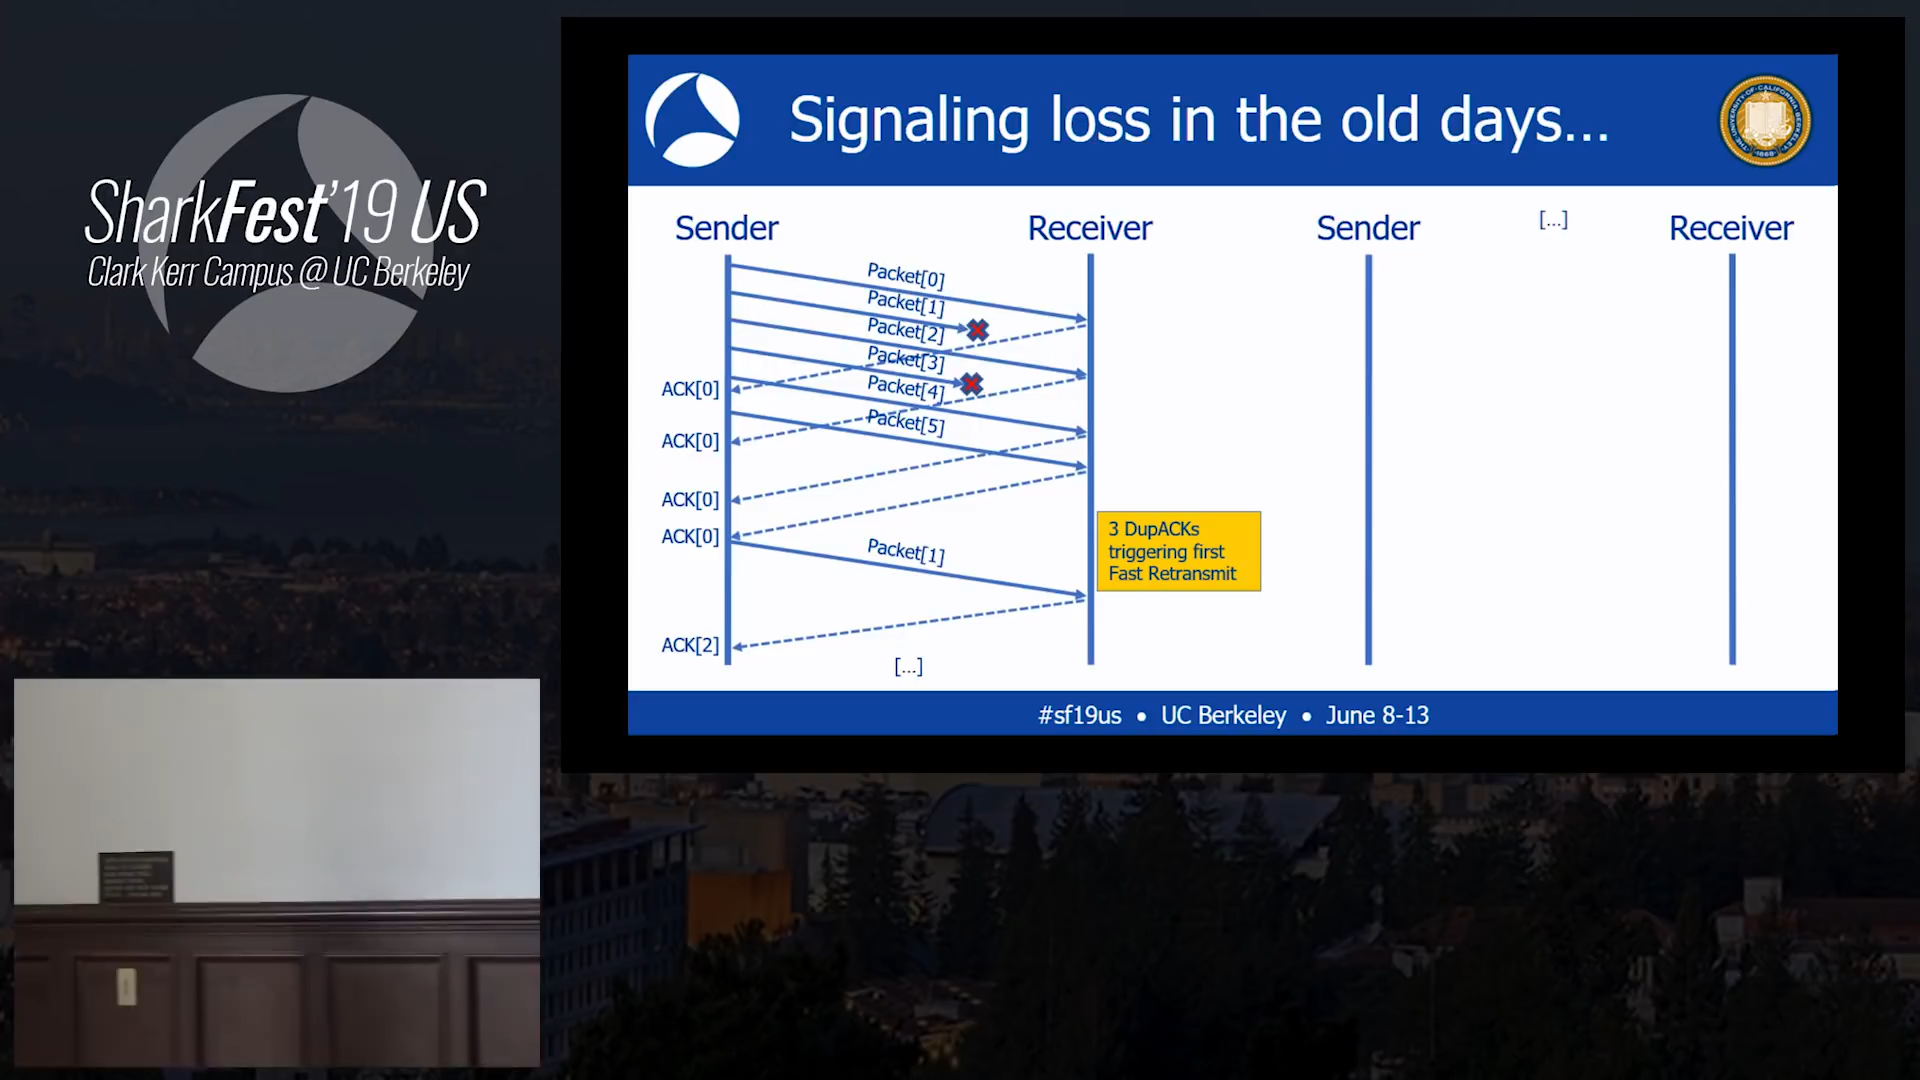 SharkFest'19 US
Clark Kerr Campus @ UC Berkeley
Signaling loss in the old days...
Sender
Receiver
Sender
[...]
Receiver
Packet[0]
Packet[1]
Packet[2]
Packet[3]
ACK[0]
Packet[4]
Packet[5]
ACK[0]
ACK[0]
ACK[0]
3 DupACKs
triggering first
Fast Retransmit
Packet[1]
ACK[2]
[...]
#sf19us • UC Berkeley • June 8-13